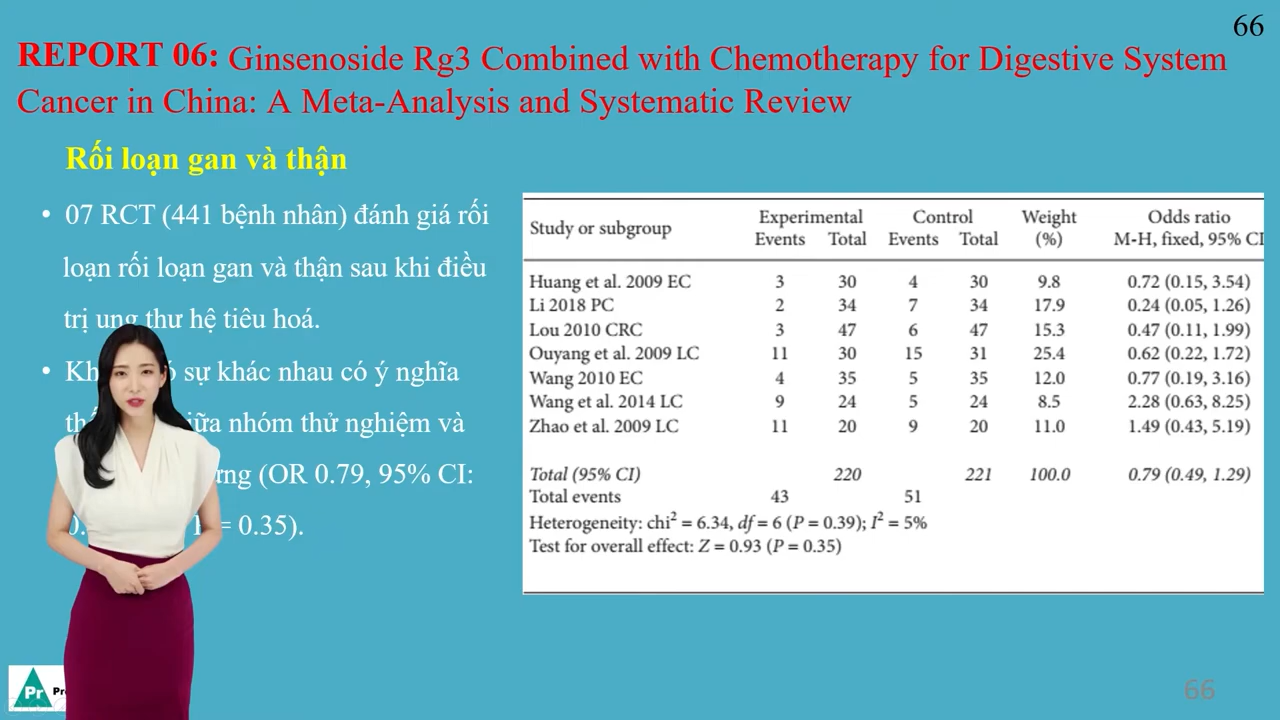 66
REPORT 06: Ginsenoside Rg3 Combined with Chemotherapy for Digestive System
Cancer in China: A Meta-Analysis and Systematic Review
Rối loạn gan và thận
• 07 RCT (441 bệnh nhân) đánh giá rối
loạn rối loạn gan và thận sau khi điều
trị ung thư hệ tiêu hoá.
• sự khác nhau có ý nghĩa
nhóm thử nghiệm và
(OR 0.79, 95% CI:
= 0.35).
Study or subgroup Experimental Control Weight Odds ratio
Events Total Events Total (%) M-H, fixed, 95% CI
Huang et al. 2009 EC 3 30 4 30 9.8 0.72 (0.15, 3.54)
Li 2018 PC 2 34 7 34 17.9 0.24 (0.05, 1.26)
Lou 2010 CRC 3 47 6 47 15.3 0.47 (0.11, 1.99)
Ouyang et al. 2009 LC 11 30 15 31 25.4 0.62 (0.22, 1.72)
Wang 2010 EC 4 35 5 35 12.0 0.77 (0.19, 3.16)
Wang et al. 2014 LC 9 24 5 24 8.5 2.28 (0.63, 8.25)
Zhao et al. 2009 LC 11 20 9 20 11.0 1.49 (0.43, 5.19)
Total (95% CI) 220 221 100.0 0.79 (0.49, 1.29)
Total events 43 51
Heterogeneity: chi² = 6.34, df = 6 (P = 0.39); I² = 5%
Test for overall effect: Z = 0.93 (P = 0.35)
Pr
66